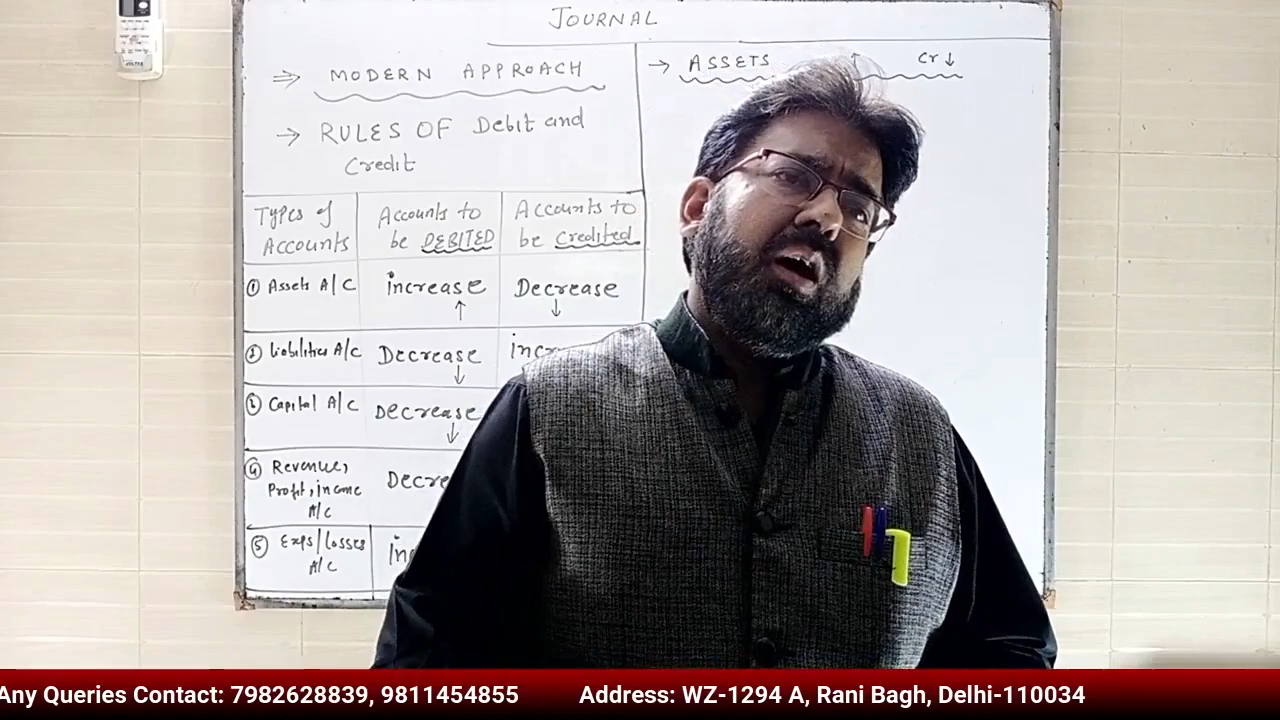 JOURNAL
⇒ MODERN APPROACH
→ RULES OF Debit and
Credit
Types of
Accounts
Accounts to
be DEBITED
Accounts to
be Credited
① Assets A/C
increase
↑
Decrease
↓
② Liabilities A/c
Decrease
↓
③ Capital A/C
Decrease
↓
④ Revenue,
Profit, income
A/C
⑤ Exps/Losses
A/C
→ ASSETS ↑ Cr ↓
Any Queries Contact: 7982628839, 9811454855 Address: WZ-1294 A, Rani Bagh, Delhi-110034